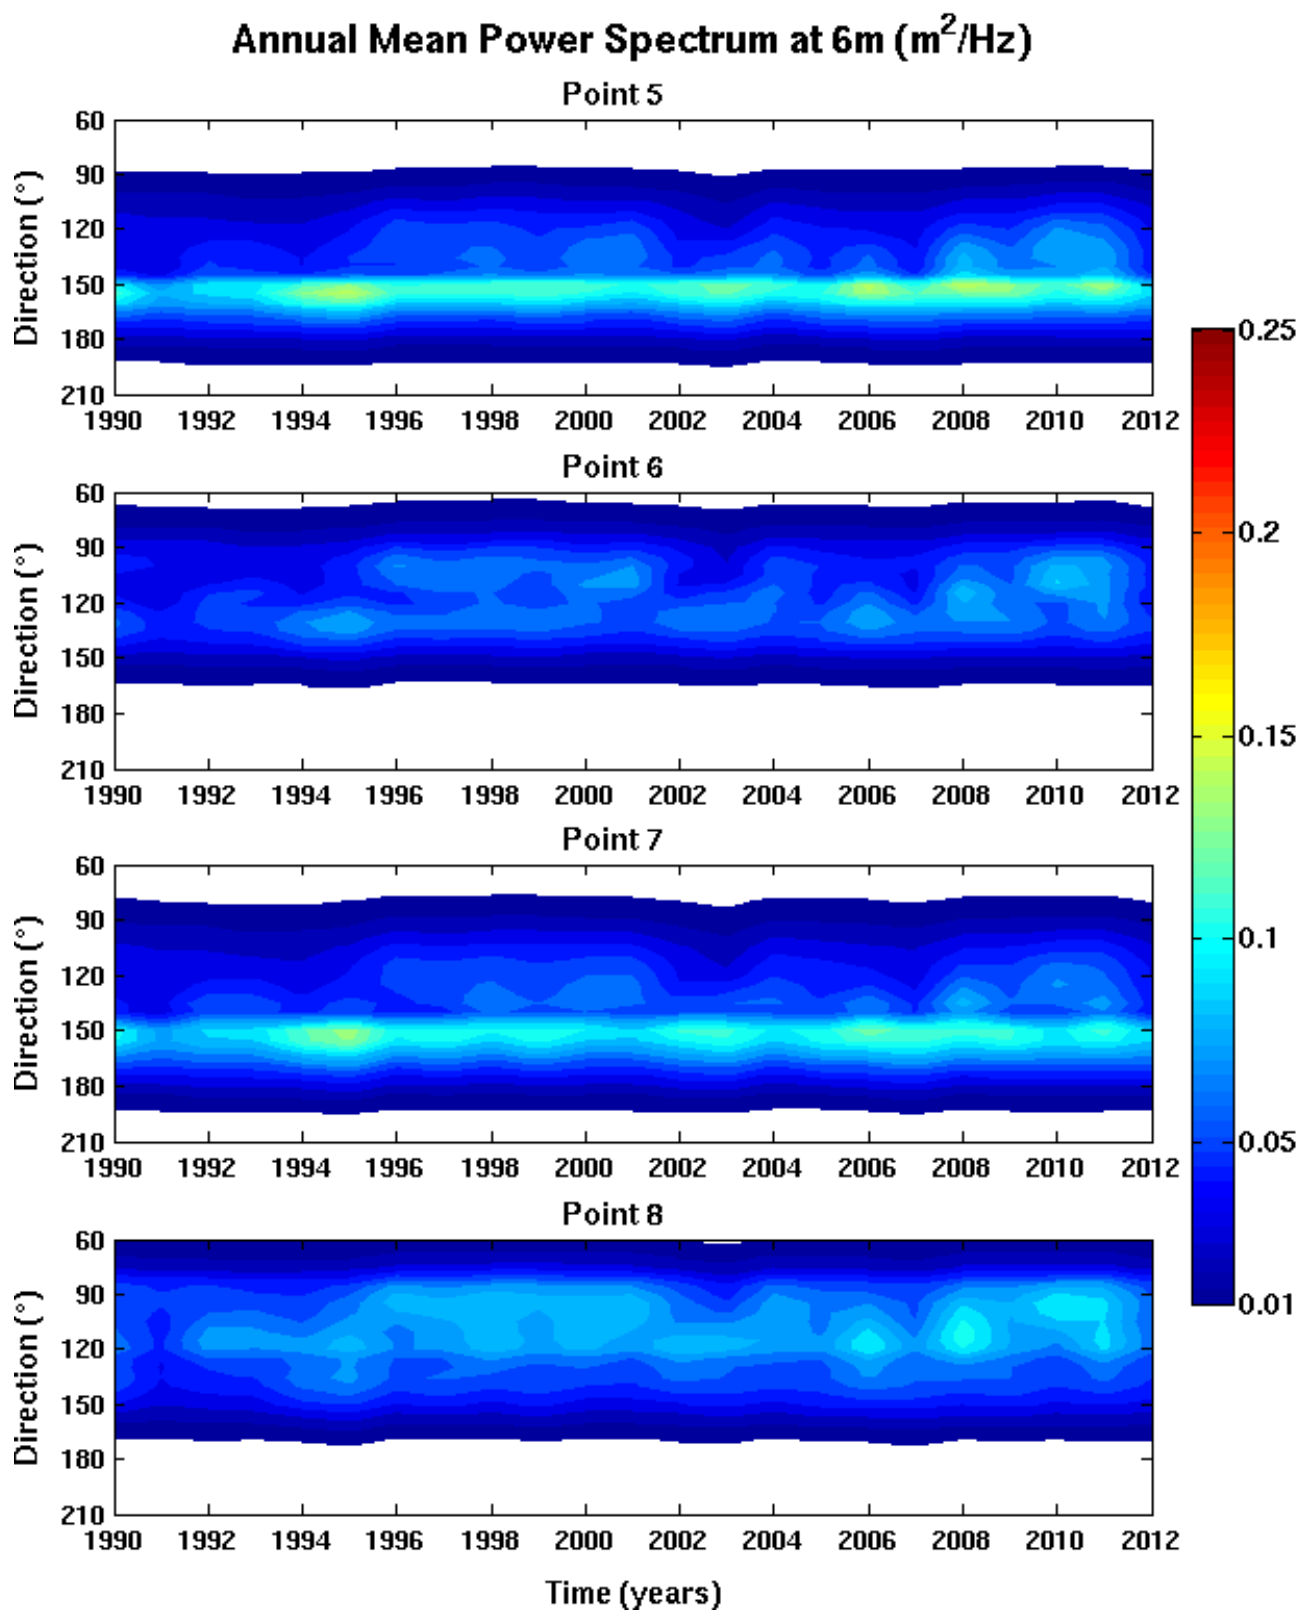 Annual Mean Power Spectrum at 6m (m²/Hz)
Point 5
60
90
120
150
180
210
Direction (°)
1990 1992 1994 1996 1998 2000 2002 2004 2006 2008 2010 2012
Point 6
60
90
120
150
180
210
Direction (°)
1990 1992 1994 1996 1998 2000 2002 2004 2006 2008 2010 2012
Point 7
60
90
120
150
180
210
Direction (°)
1990 1992 1994 1996 1998 2000 2002 2004 2006 2008 2010 2012
Point 8
60
90
120
150
180
210
Direction (°)
1990 1992 1994 1996 1998 2000 2002 2004 2006 2008 2010 2012
Time (years)
0.25
0.2
0.15
0.1
0.05
0.01